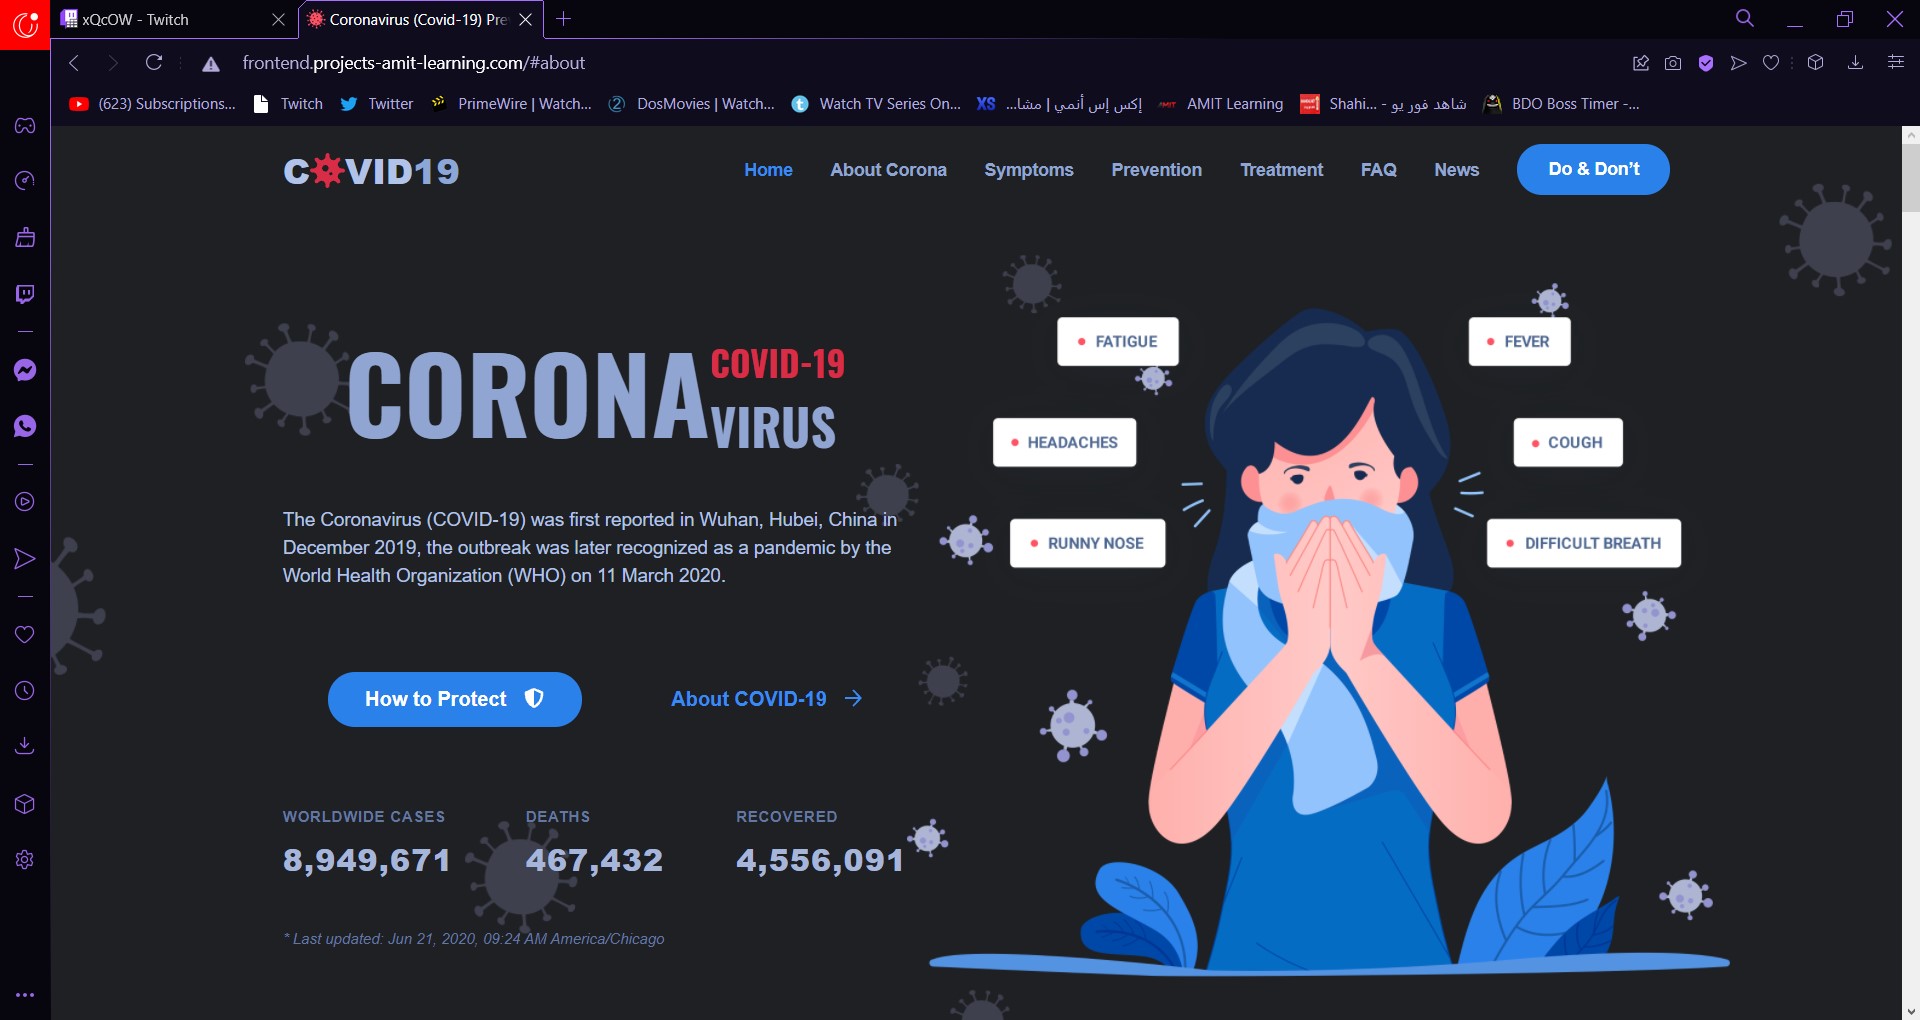 xQcOW - Twitch
Coronavirus (Covid-19) Pre
frontend.projects-amit-learning.com/#about
(623) Subscriptions...
Twitch
Twitter
PrimeWire | Watch...
DosMovies | Watch...
Watch TV Series On...
XS إكس إس أنمي | مشا...
AMIT Learning
Shahi... - شاهد فور يو
BDO Boss Timer -...
COVID19
Home
About Corona
Symptoms
Prevention
Treatment
FAQ
News
Do & Don't
CORONA
COVID-19
VIRUS
The Coronavirus (COVID-19) was first reported in Wuhan, Hubei, China in
December 2019, the outbreak was later recognized as a pandemic by the
World Health Organization (WHO) on 11 March 2020.
How to Protect
About COVID-19
WORLDWIDE CASES
8,949,671
DEATHS
467,432
RECOVERED
4,556,091
* Last updated: Jun 21, 2020, 09:24 AM America/Chicago
FATIGUE
FEVER
HEADACHES
COUGH
RUNNY NOSE
DIFFICULT BREATH